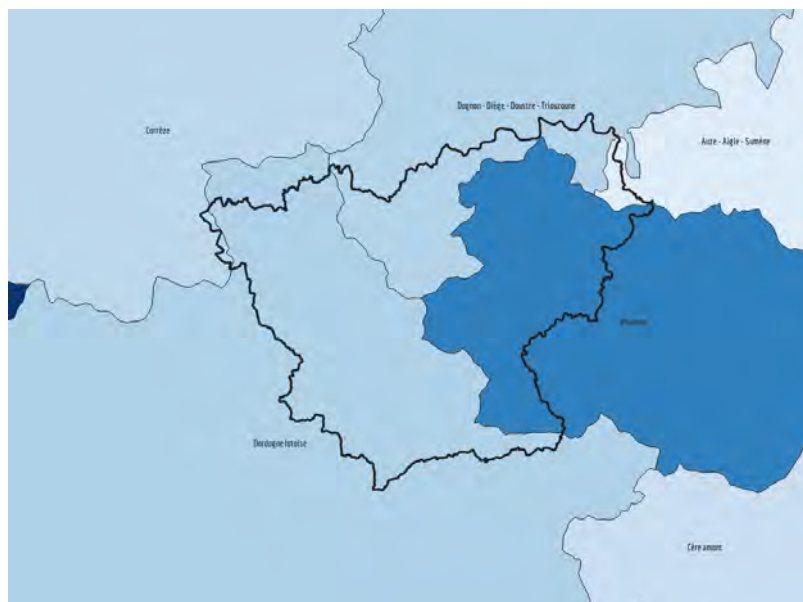 Dognon - Diège - Doustre - Triouzoune
Corrèze
Auze - Aigle - Sumène
Dordogne lotoise
Cère amont